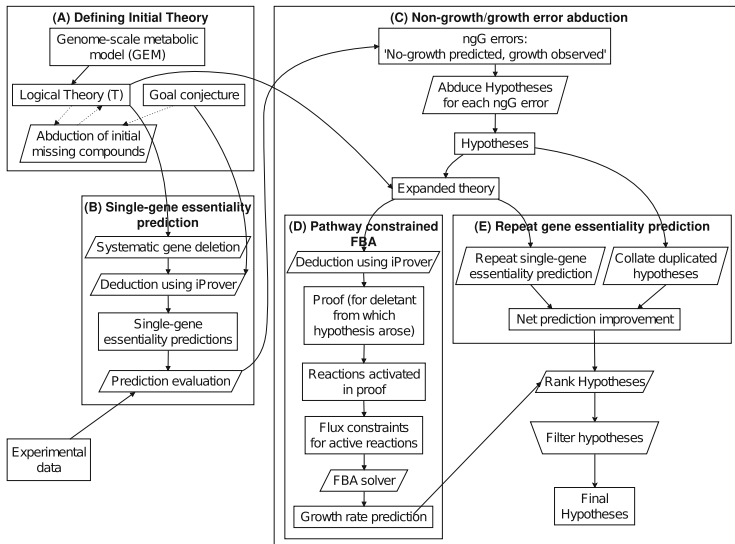 (A) Defining Initial Theory
Genome-scale metabolic
model (GEM)
Logical Theory (T)
Goal conjecture
Abduction of initial
missing compounds
(B) Single-gene essentiality
prediction
Systematic gene deletion
Deduction using iProver
Single-gene
essentiality predictions
Prediction evaluation
Experimental
data
(C) Non-growth/growth error abduction
ngG errors:
'No-growth predicted, growth observed'
Abduce Hypotheses
for each ngG error
Hypotheses
Expanded theory
(D) Pathway constrained
FBA
Deduction using iProver
Proof (for deletant
from which
hypothesis arose)
Reactions activated
in proof
Flux constraints
for active reactions
FBA solver
Growth rate prediction
(E) Repeat gene essentiality prediction
Repeat single-gene
essentiality prediction
Collate duplicated
hypotheses
Net prediction improvement
Rank Hypotheses
Filter hypotheses
Final
Hypotheses